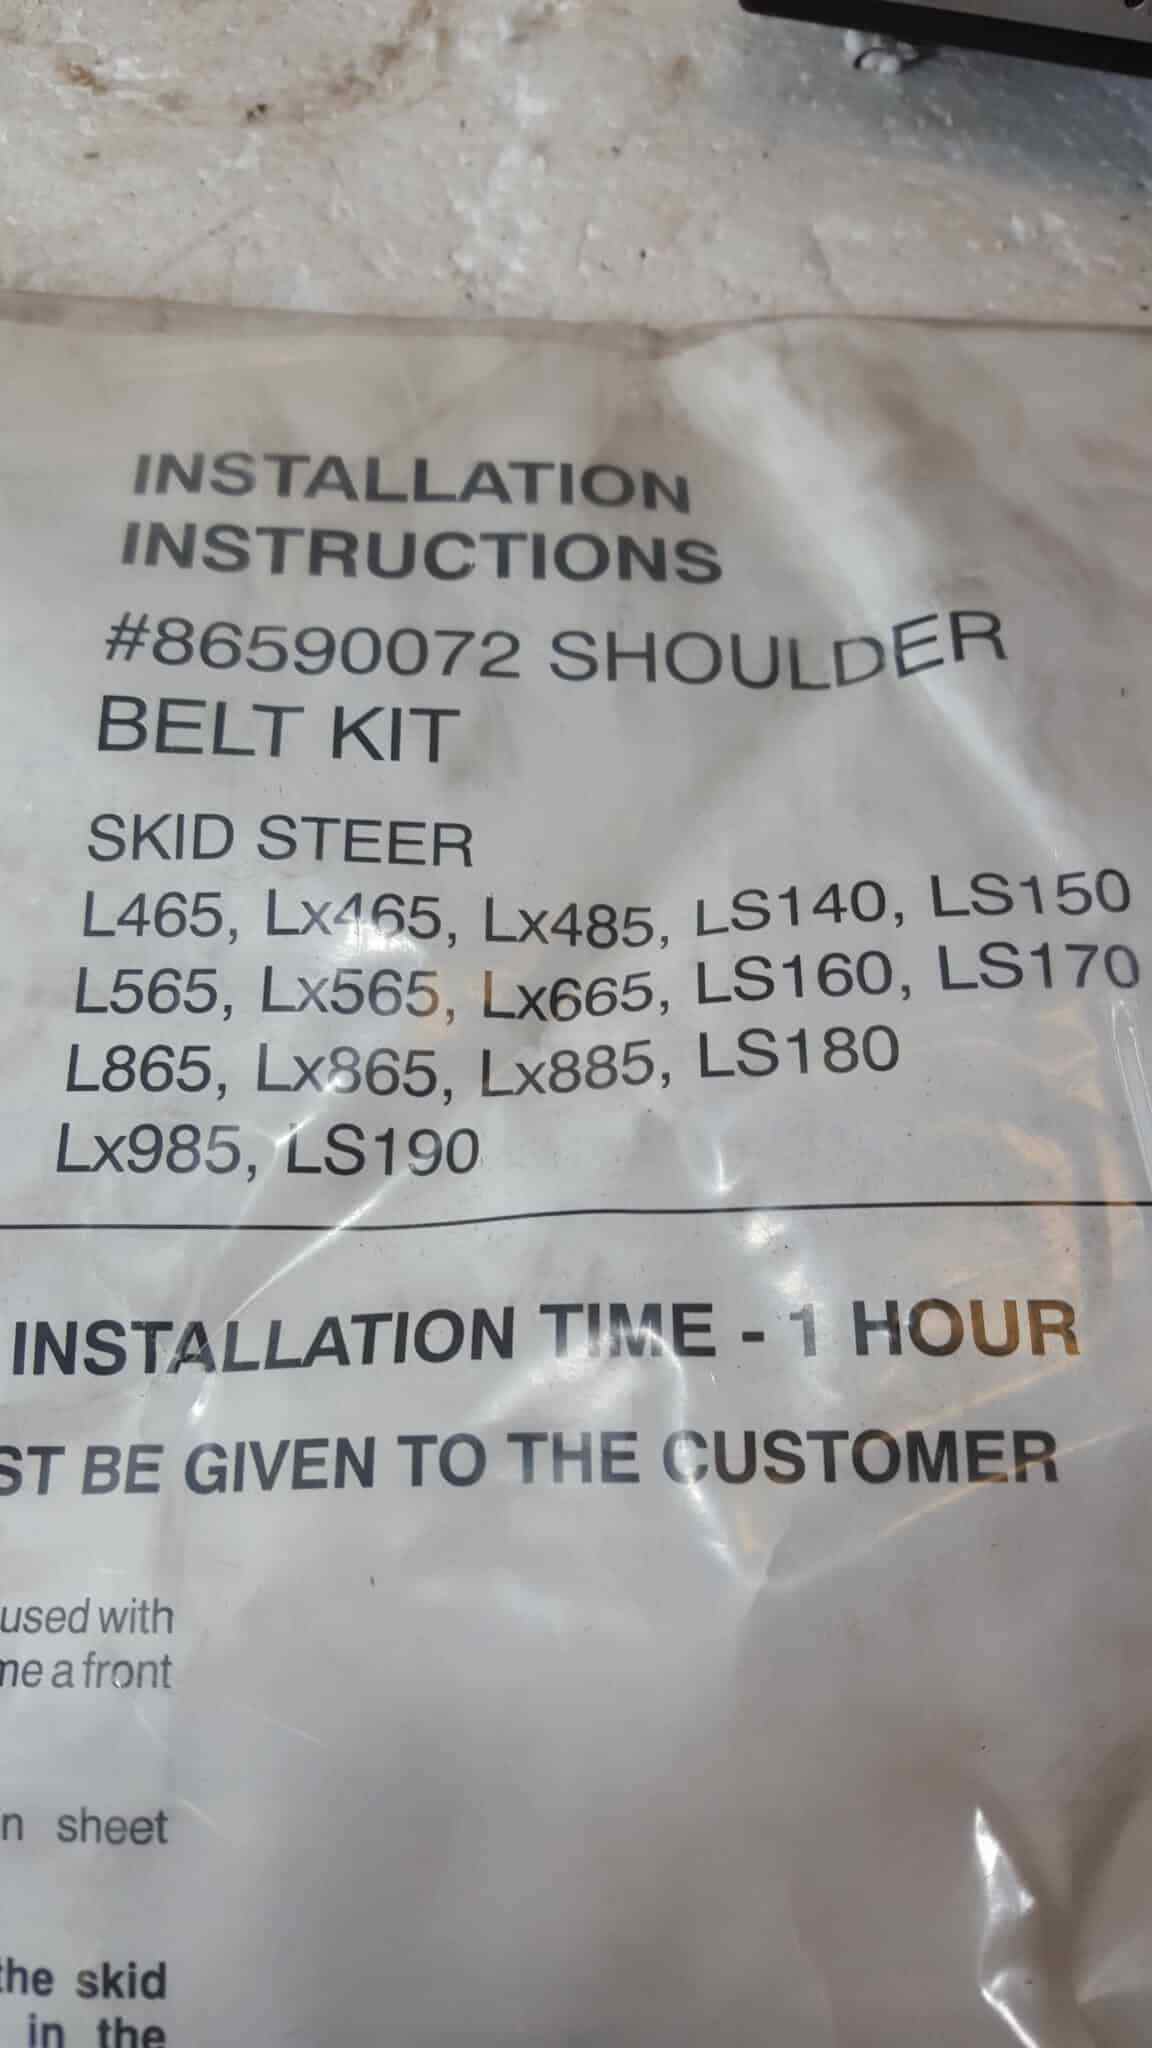 INSTALLATION
INSTRUCTIONS
#86590072 SHOULDER
BELT KIT
SKID STEER
L465, Lx465, Lx485, LS140, LS150
L565, Lx565, Lx665, LS160, LS170
L865, Lx865, Lx885, LS180
Lx985, LS190
INSTALLATION TIME - 1 HOUR
ST BE GIVEN TO THE CUSTOMER
used with
me a front
n sheet
the skid
in the